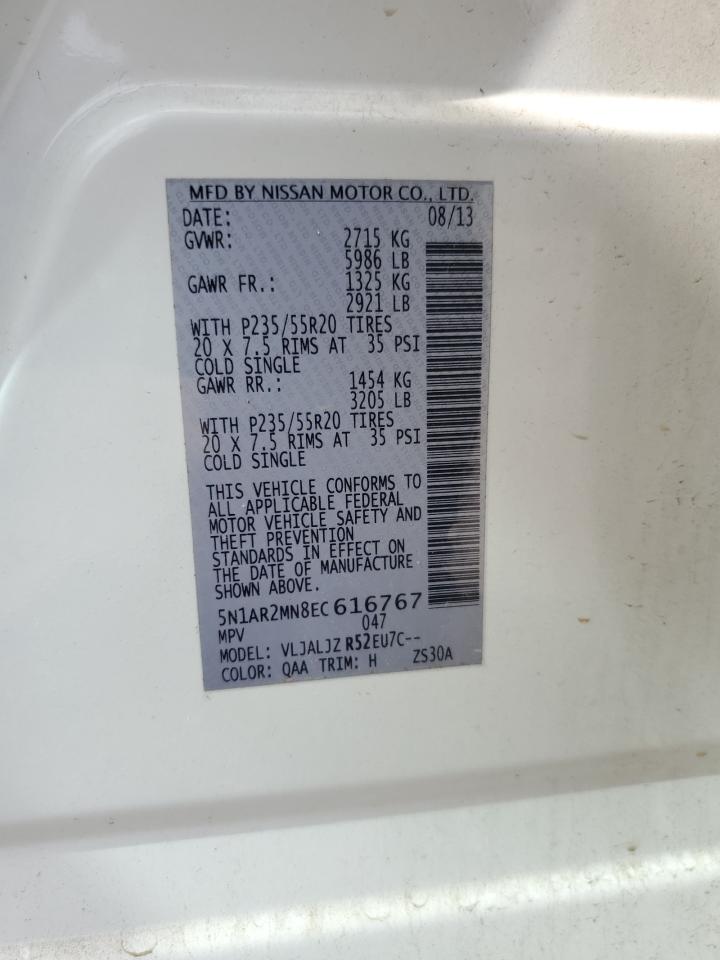 MFD BY NISSAN MOTOR CO., LTD.
DATE: 08/13
GVWR: 2715 KG
5986 LB
GAWR FR.: 1325 KG
2921 LB
WITH P235/55R20 TIRES
20 X 7.5 RIMS AT 35 PSI
COLD SINGLE
GAWR RR.: 1454 KG
3205 LB
WITH P235/55R20 TIRES
20 X 7.5 RIMS AT 35 PSI
COLD SINGLE
THIS VEHICLE CONFORMS TO
ALL APPLICABLE FEDERAL
MOTOR VEHICLE SAFETY AND
THEFT PREVENTION
STANDARDS IN EFFECT ON
THE DATE OF MANUFACTURE
SHOWN ABOVE.
5N1AR2MN8EC616767
MPV 047
MODEL: VLJALJZ R52EU7C--
COLOR: QAA TRIM: H ZS30A